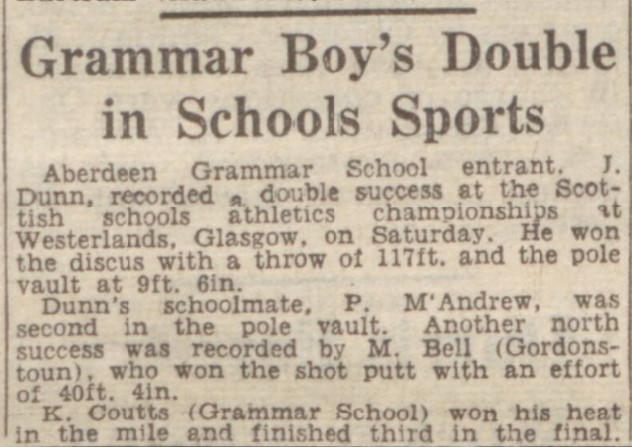 Grammar Boy's Double
in Schools Sports
Aberdeen Grammar School entrant, J.
Dunn, recorded a double success at the Scot-
tish schools athletics championships at
Westerlands, Glasgow, on Saturday. He won
the discus with a throw of 117ft. and the pole
vault at 9ft. 6in.
Dunn's schoolmate, P. M'Andrew, was
second in the pole vault. Another north
success was recorded by M. Bell (Gordons-
toun), who won the shot putt with an effort
of 40ft. 4in.
K. Coutts (Grammar School) won his heat
in the mile and finished third in the final.